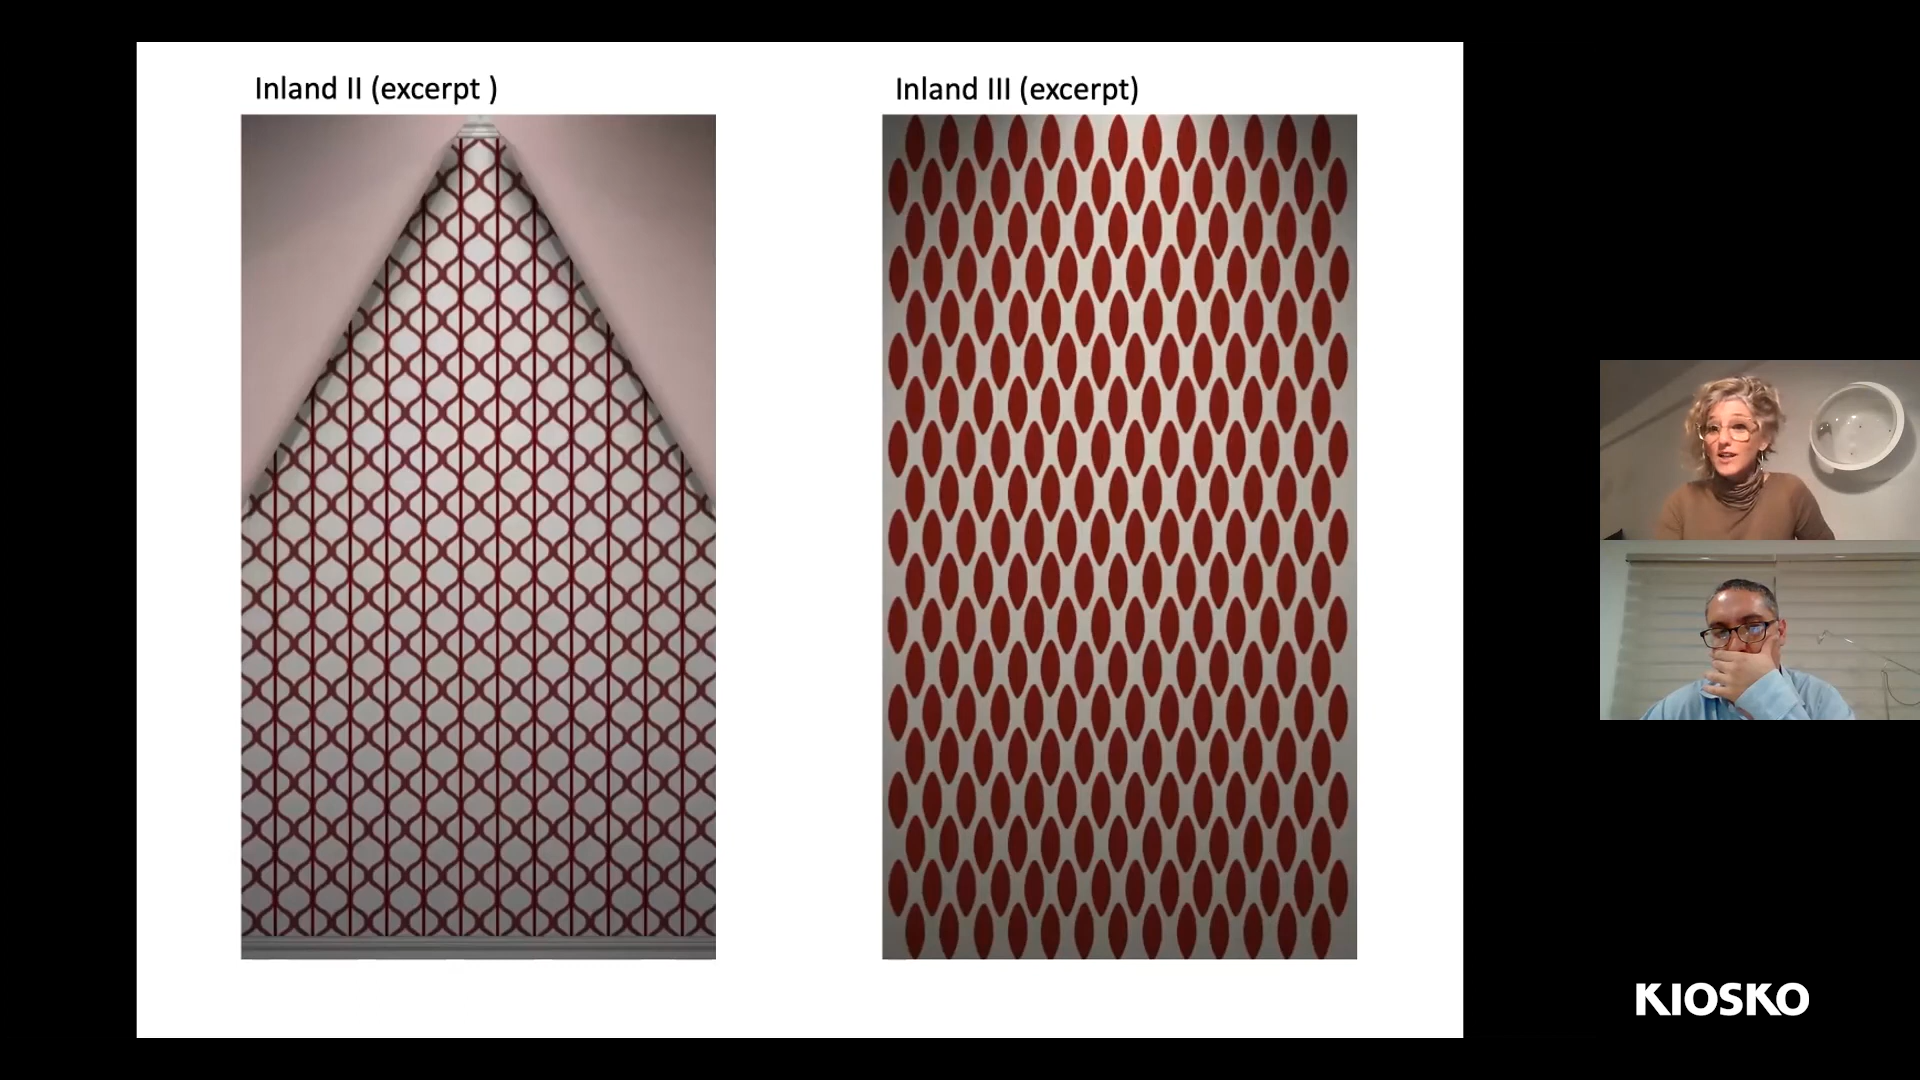 Inland II (excerpt )
Inland III (excerpt)
KIOSKO